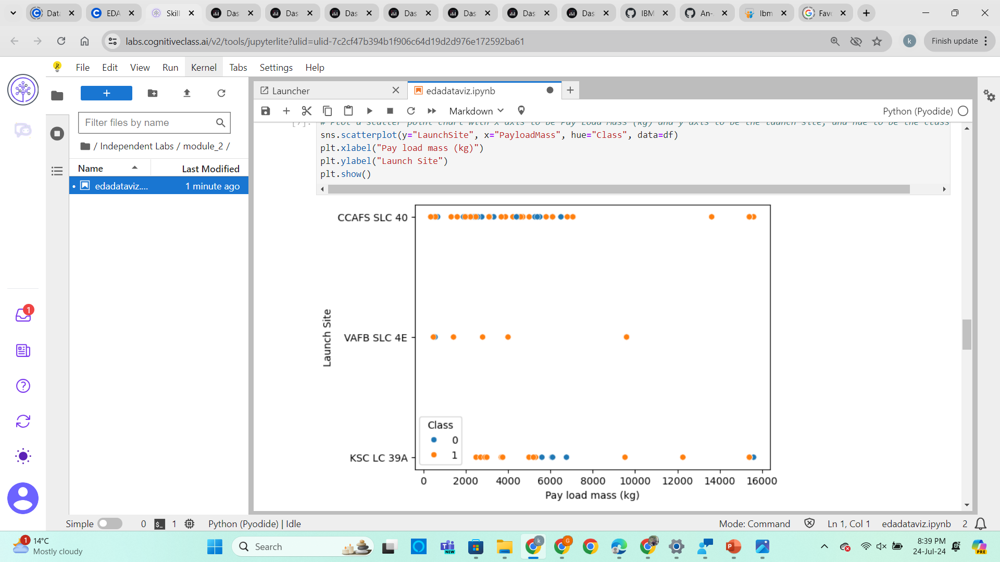 Data
EDA
Skill
Das
Das
Das
Das
Das
Das
Das
IBM
An-
Ibm
Favo
labs.cognitiveclass.ai/v2/tools/jupyterlite?ulid=ulid-7c2cf47b394b1f906c64d19d2d976e172592ba61
k
Finish update
File Edit View Run Kernel Tabs Settings Help
Launcher
edadataviz.ipynb
Filter files by name
Markdown
Python (Pyodide)
/ Independent Labs / module_2 /
Name Last Modified
edadataviz.... 1 minute ago
[7]: # Plot a scatter point chart with x axis to be Pay Load Mass (kg) and y axis to be the launch site, and hue to be the class
sns.scatterplot(y="LaunchSite", x="PayloadMass", hue="Class", data=df)
plt.xlabel("Pay load mass (kg)")
plt.ylabel("Launch Site")
plt.show()
CCAFS SLC 40
VAFB SLC 4E
KSC LC 39A
Launch Site
Class
0
1
0 2000 4000 6000 8000 10000 12000 14000 16000
Pay load mass (kg)
1
Simple 0 $_ 1 Python (Pyodide) | Idle
Mode: Command Ln 1, Col 1 edadataviz.ipynb 2
1
14°C
Mostly cloudy
Search
NEW
k
G
8:39 PM
24-Jul-24
PRE